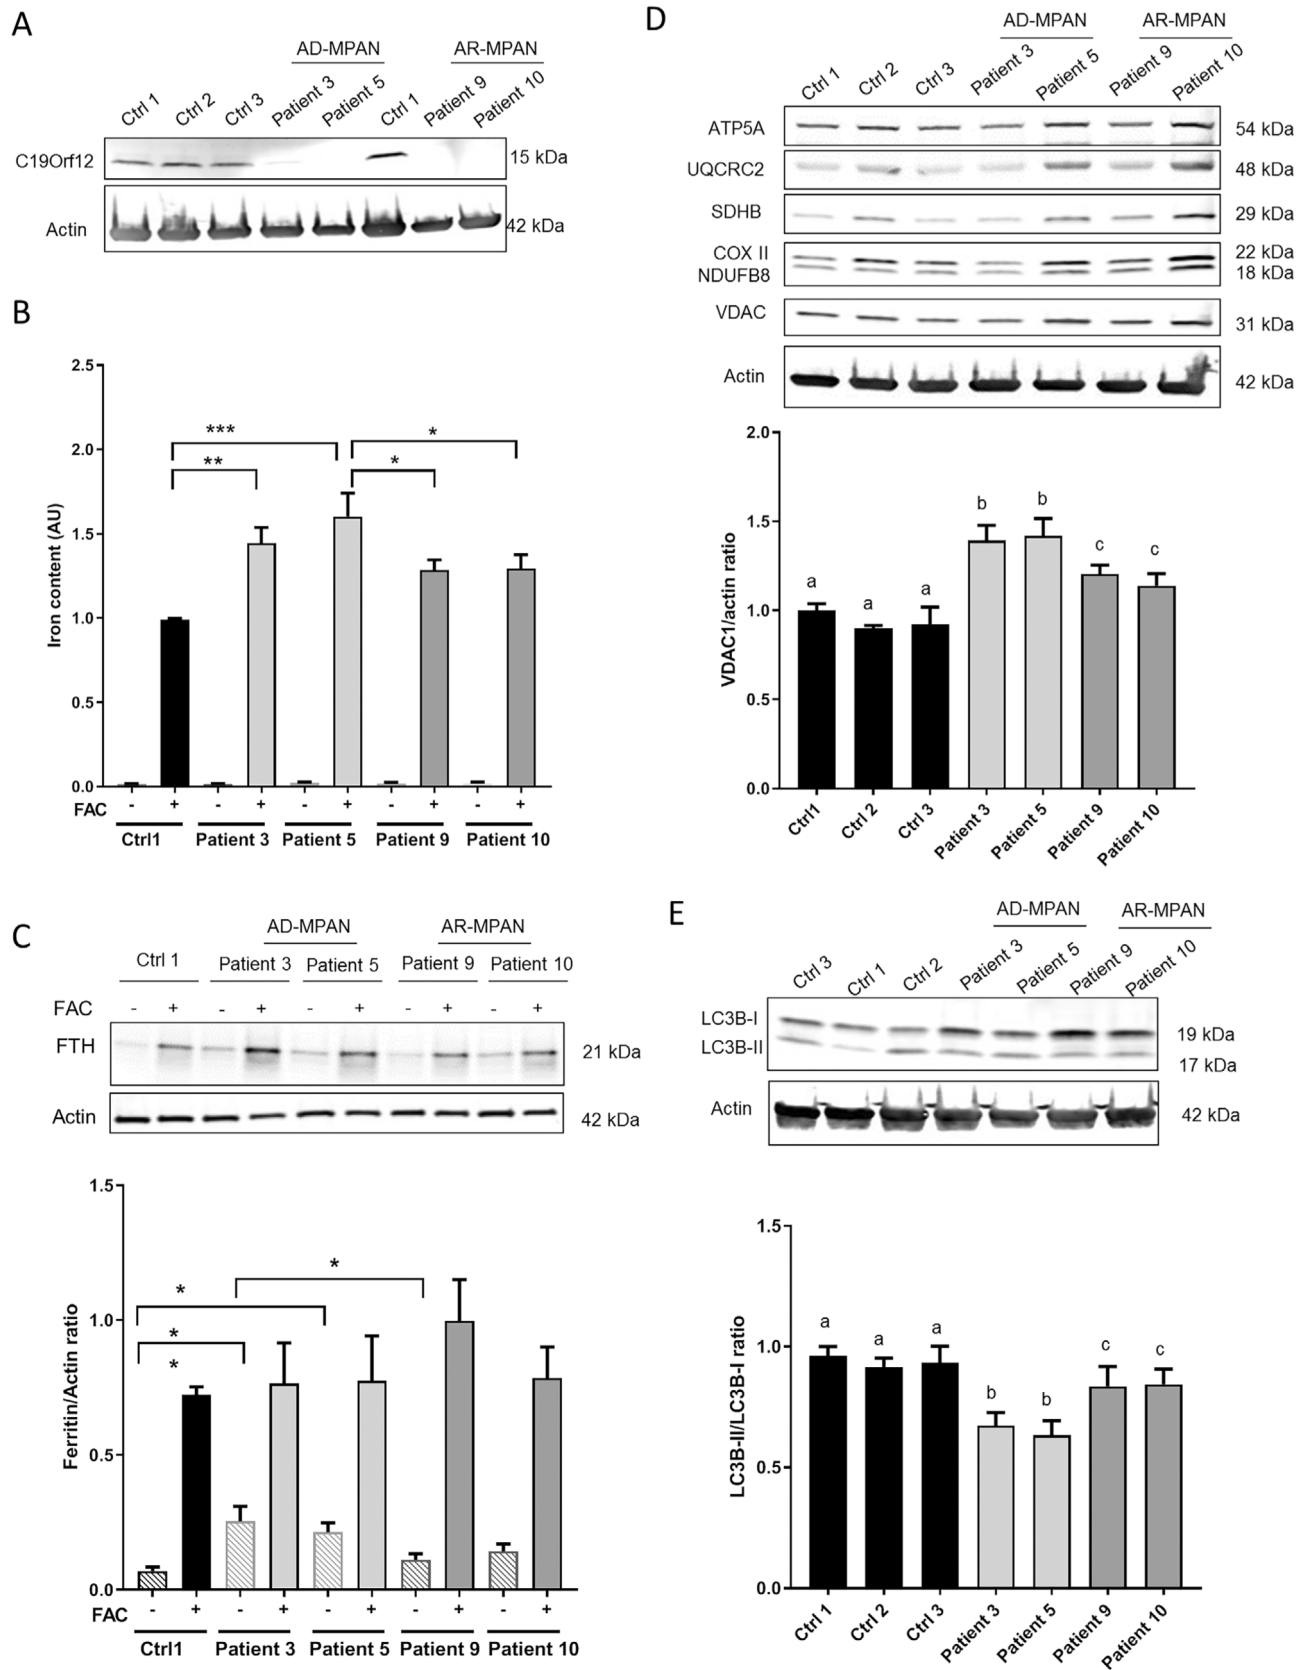 A
AD-MPAN AR-MPAN
Ctrl 1 Ctrl 2 Ctrl 3 Patient 3 Patient 5 Ctrl 1 Patient 9 Patient 10
C19Orf12 15 kDa
Actin 42 kDa
B
2.5
2.0
1.5
1.0
0.5
0.0
Iron content (AU)
*** *
** *
FAC - + - + - + - + - +
Ctrl1 Patient 3 Patient 5 Patient 9 Patient 10
C
AD-MPAN AR-MPAN
Ctrl 1 Patient 3 Patient 5 Patient 9 Patient 10
FAC - + - + - + - + - +
FTH 21 kDa
Actin 42 kDa
1.5
1.0
0.5
0.0
Ferritin/Actin ratio
*
*
*
*
FAC - + - + - + - + - +
Ctrl1 Patient 3 Patient 5 Patient 9 Patient 10
D
AD-MPAN AR-MPAN
Ctrl 1 Ctrl 2 Ctrl 3 Patient 3 Patient 5 Patient 9 Patient 10
ATP5A 54 kDa
UQCRC2 48 kDa
SDHB 29 kDa
COX II 22 kDa
NDUFB8 18 kDa
VDAC 31 kDa
Actin 42 kDa
2.0
1.5
1.0
0.5
0.0
VDAC1/actin ratio
a a a b b c c
Ctrl1 Ctrl 2 Ctrl 3 Patient 3 Patient 5 Patient 9 Patient 10
E
AD-MPAN AR-MPAN
Ctrl 3 Ctrl 1 Ctrl 2 Patient 3 Patient 5 Patient 9 Patient 10
LC3B-I 19 kDa
LC3B-II 17 kDa
Actin 42 kDa
1.5
1.0
0.5
0.0
LC3B-II/LC3B-I ratio
a a a b b c c
Ctrl 1 Ctrl 2 Ctrl 3 Patient 3 Patient 5 Patient 9 Patient 10